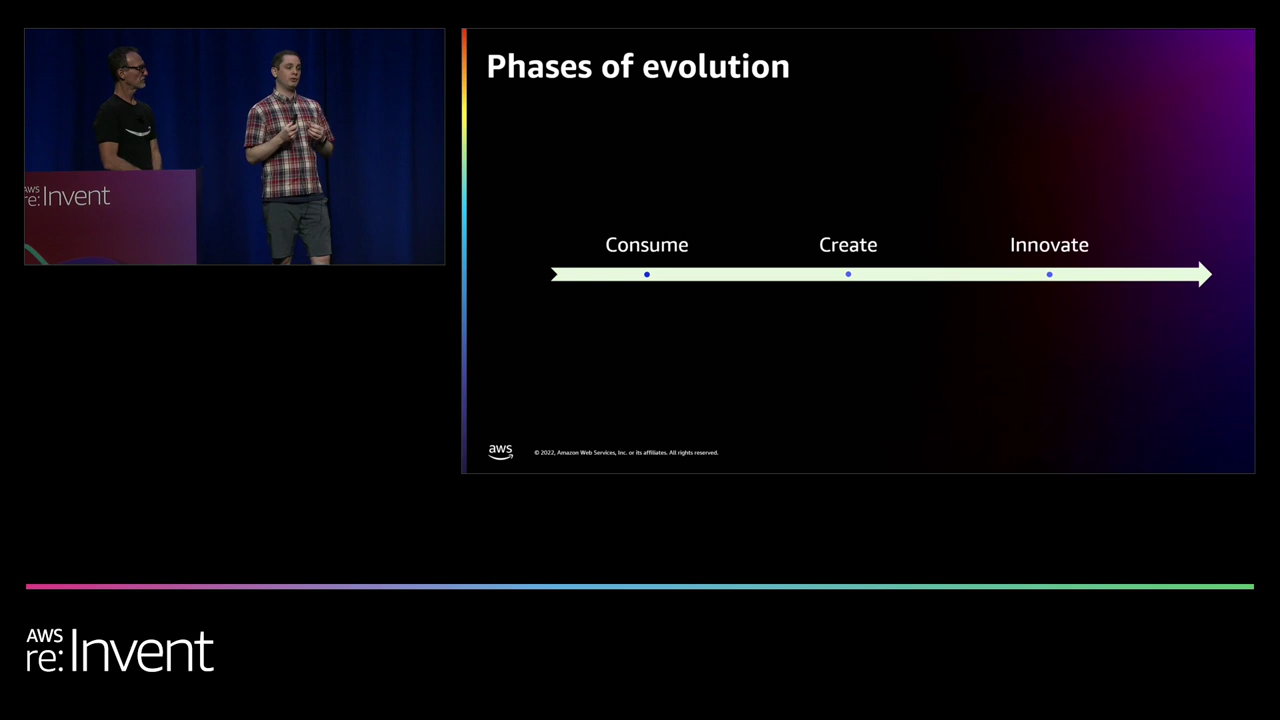 AWS
re:Invent
Phases of evolution
Consume
Create
Innovate
aws
© 2022, Amazon Web Services, Inc. or its affiliates. All rights reserved.
AWS
re:Invent